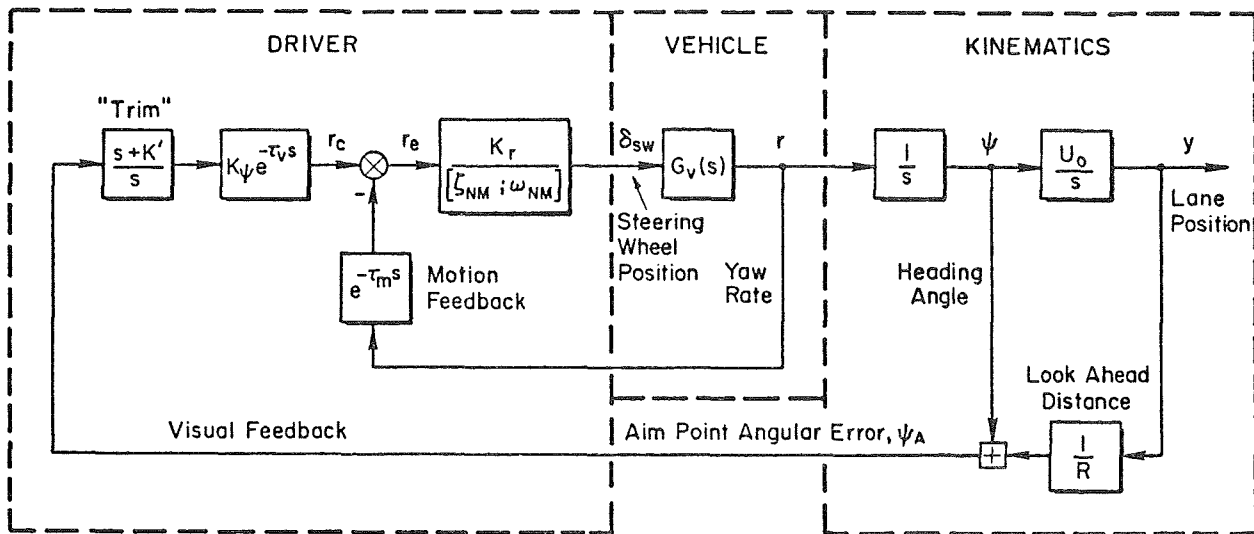 DRIVER
VEHICLE
KINEMATICS
"Trim"
s+K'
s
K_ψ e^{-τ_v s}
r_c
r_e
-
K_r
[ζ_NM ; ω_NM]
δ_sw
G_v(s)
r
1
s
ψ
U_o
s
y
Lane
Position
Steering
Wheel
Position
e^{-τ_m s}
Motion
Feedback
Yaw
Rate
Heading
Angle
Look Ahead
Distance
Visual Feedback
Aim Point Angular Error, ψ_A
+
1
R